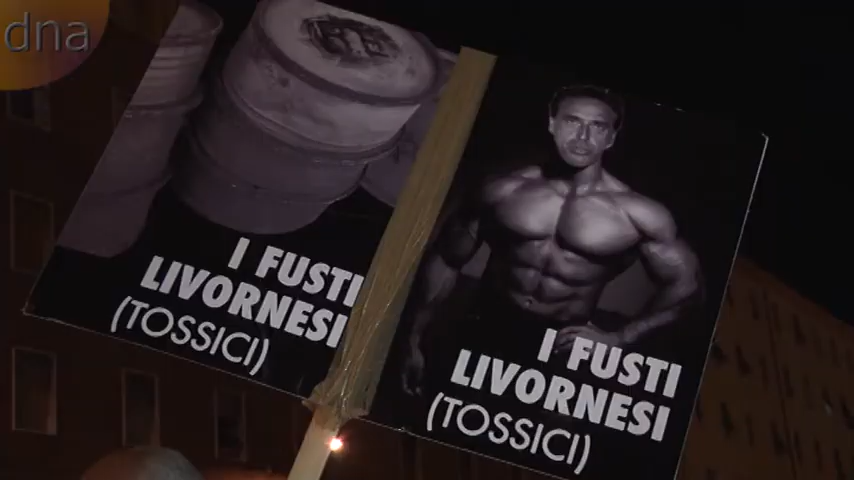 dna
I FUSTI
LIVORNESI
(TOSSICI)
I FUSTI
LIVORNESI
(TOSSICI)